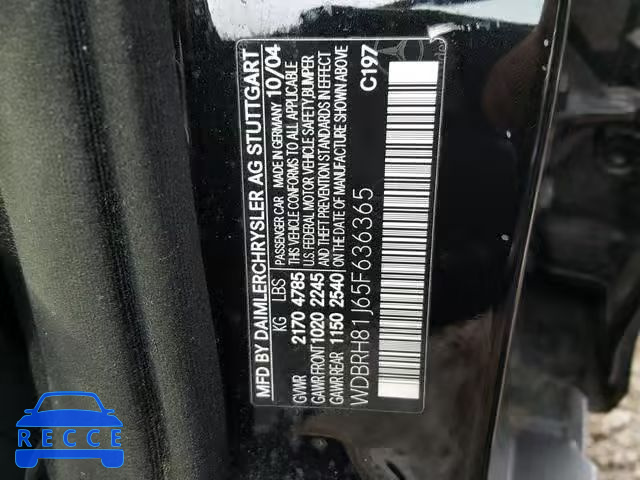 MFD BY DAIMLERCHRYSLER AG STUTTGART
PASSENGER CAR MADE IN GERMANY 10/04
KG LBS THIS VEHICLE CONFORMS TO ALL APPLICABLE
GVWR 2170 4785 U.S. FEDERAL MOTOR VEHICLE SAFETY, BUMPER
GAWR FRONT 1020 2245 AND THEFT PREVENTION STANDARDS IN EFFECT
GAWR REAR 1150 2540 ON THE DATE OF MANUFACTURE SHOWN ABOVE
WDBRH81J65F636365 C197
RECCE